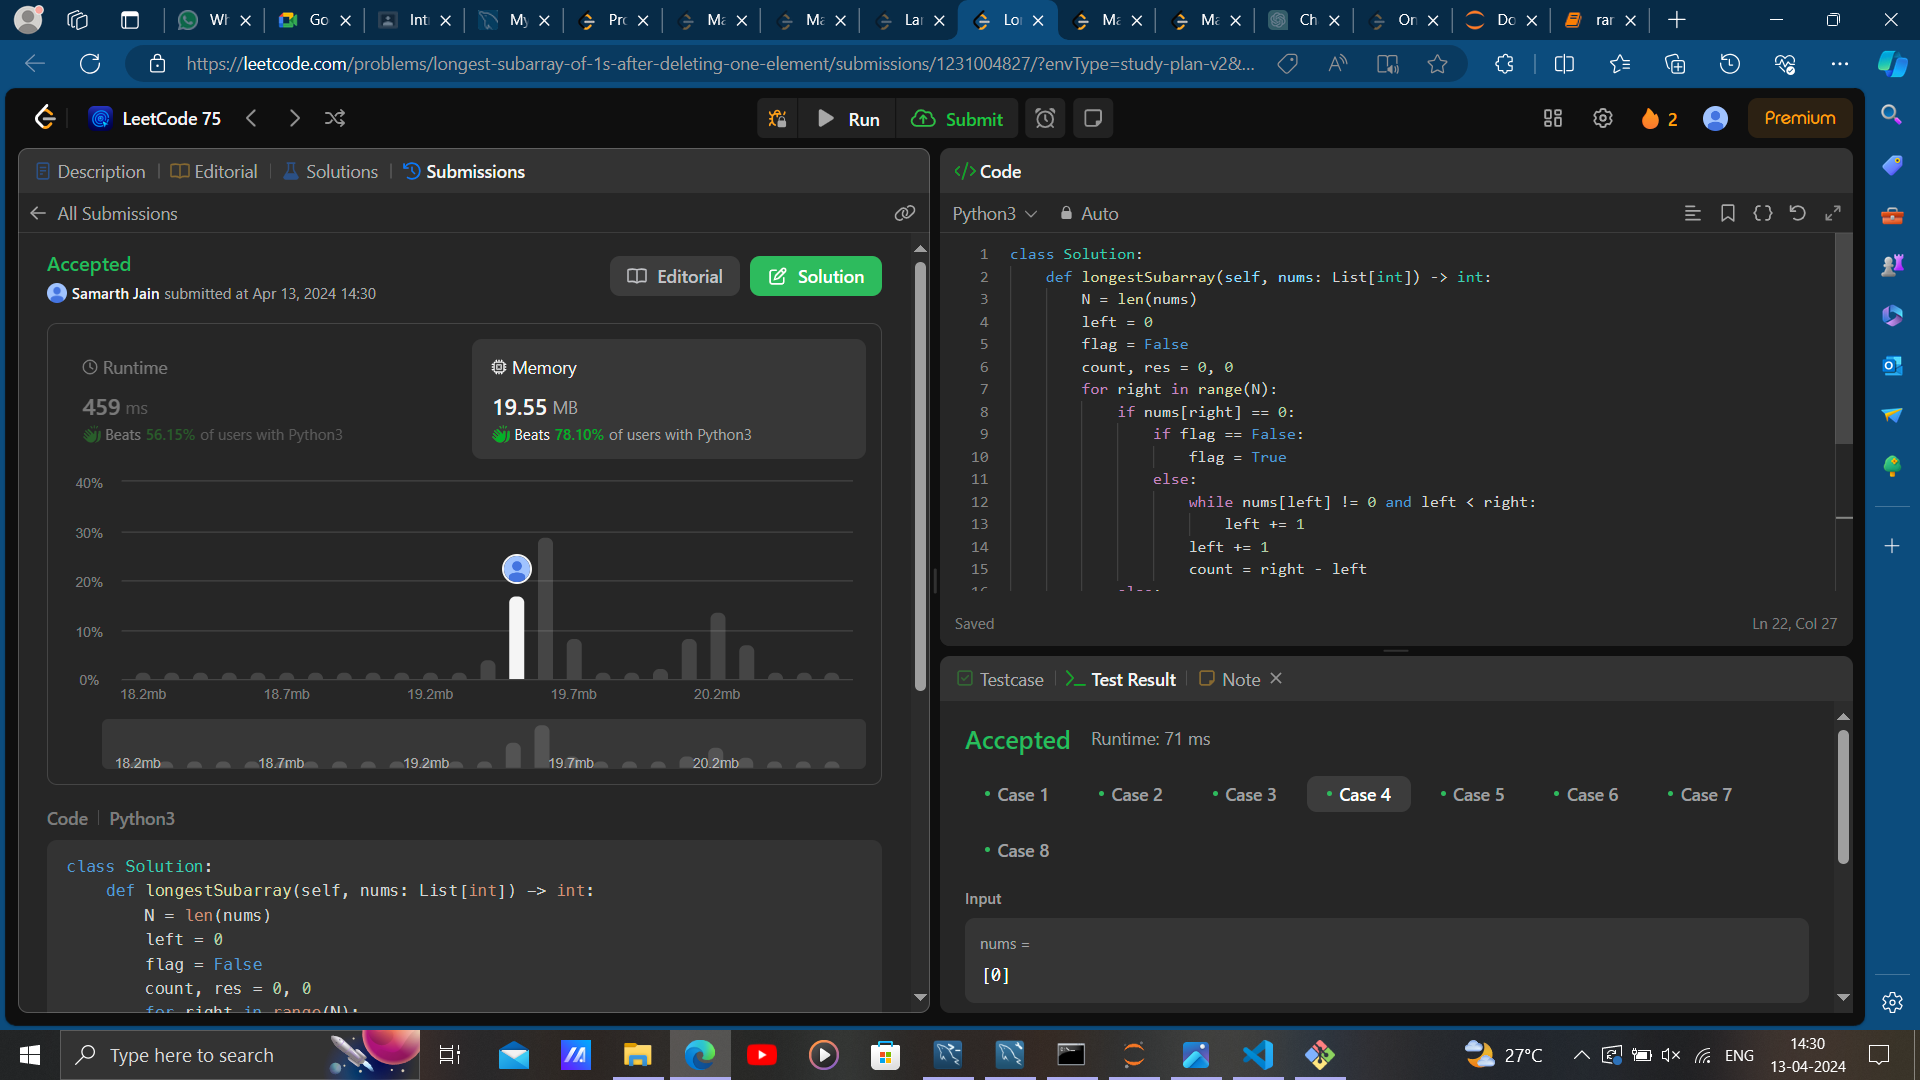 Wh
Go
Int
My
Pro
Ma
Ma
Lar
Lor
Ma
Ma
Ch
On
Do
rar
https://leetcode.com/problems/longest-subarray-of-1s-after-deleting-one-element/submissions/1231004827/?envType=study-plan-v2&...
LeetCode 75
Run
Submit
2
Premium
Description
Editorial
Solutions
Submissions
All Submissions
Accepted
Samarth Jain submitted at Apr 13, 2024 14:30
Editorial
Solution
Runtime
459 ms
Beats 56.15% of users with Python3
Memory
19.55 MB
Beats 78.10% of users with Python3
40%
30%
20%
10%
0%
18.2mb
18.7mb
19.2mb
19.7mb
20.2mb
18.2mb
18.7mb
19.2mb
19.7mb
20.2mb
Code | Python3
class Solution:
    def longestSubarray(self, nums: List[int]) -> int:
        N = len(nums)
        left = 0
        flag = False
        count, res = 0, 0
        for right in range(N):
</> Code
Python3
Auto
1 class Solution:
2     def longestSubarray(self, nums: List[int]) -> int:
3         N = len(nums)
4         left = 0
5         flag = False
6         count, res = 0, 0
7         for right in range(N):
8             if nums[right] == 0:
9                 if flag == False:
10                     flag = True
11                 else:
12                     while nums[left] != 0 and left < right:
13                         left += 1
14                     left += 1
15                     count = right - left
16             else:
Saved
Ln 22, Col 27
Testcase
Test Result
Note
Accepted
Runtime: 71 ms
Case 1
Case 2
Case 3
Case 4
Case 5
Case 6
Case 7
Case 8
Input
nums =
[0]
Type here to search
27°C
ENG
14:30
13-04-2024